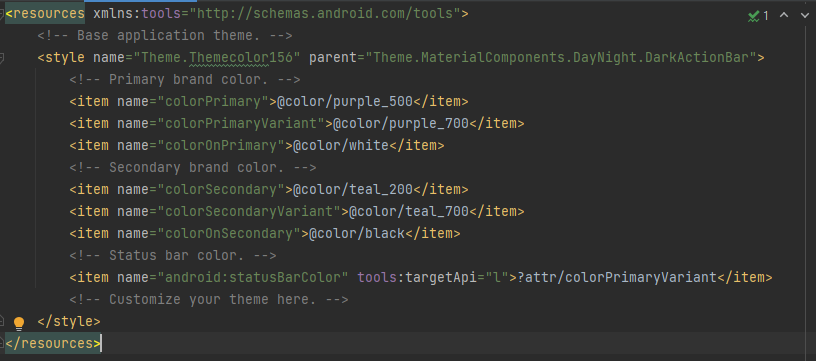 <resources xmlns:tools="http://schemas.android.com/tools">
1
<!-- Base application theme. -->
<style name="Theme.Themecolor156" parent="Theme.MaterialComponents.DayNight.DarkActionBar">
<!-- Primary brand color. -->
<item name="colorPrimary">@color/purple_500</item>
<item name="colorPrimaryVariant">@color/purple_700</item>
<item name="colorOnPrimary">@color/white</item>
<!-- Secondary brand color. -->
<item name="colorSecondary">@color/teal_200</item>
<item name="colorSecondaryVariant">@color/teal_700</item>
<item name="colorOnSecondary">@color/black</item>
<!-- Status bar color. -->
<item name="android:statusBarColor" tools:targetApi="l">?attr/colorPrimaryVariant</item>
<!-- Customize your theme here. -->
</style>
</resources>